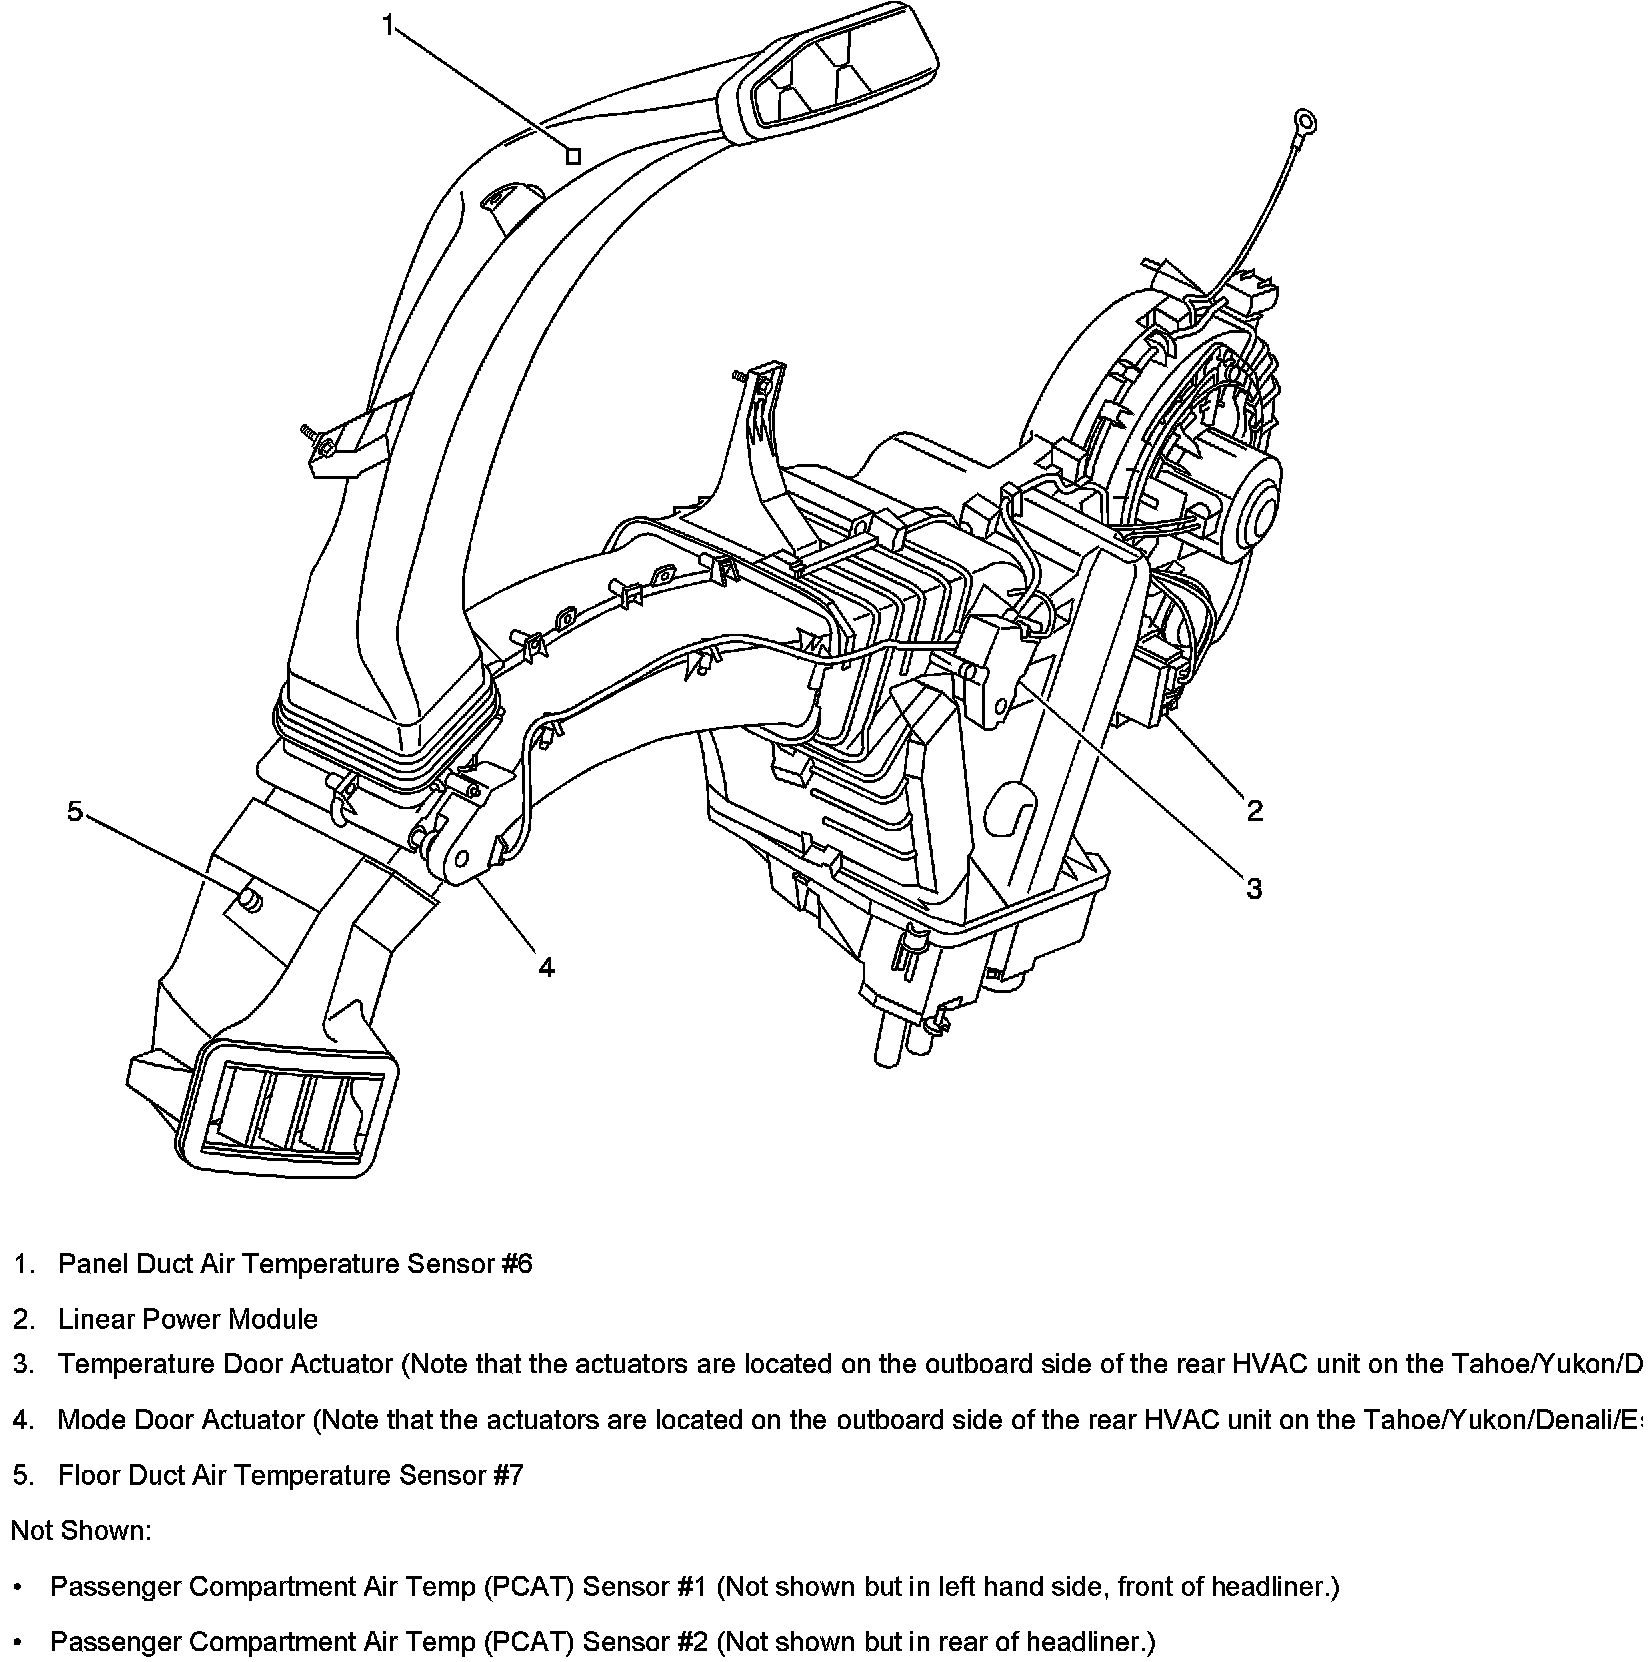 1
2
3
4
5
1. Panel Duct Air Temperature Sensor #6
2. Linear Power Module
3. Temperature Door Actuator (Note that the actuators are located on the outboard side of the rear HVAC unit on the Tahoe/Yukon/D
4. Mode Door Actuator (Note that the actuators are located on the outboard side of the rear HVAC unit on the Tahoe/Yukon/Denali/Es
5. Floor Duct Air Temperature Sensor #7
Not Shown:
• Passenger Compartment Air Temp (PCAT) Sensor #1 (Not shown but in left hand side, front of headliner.)
• Passenger Compartment Air Temp (PCAT) Sensor #2 (Not shown but in rear of headliner.)